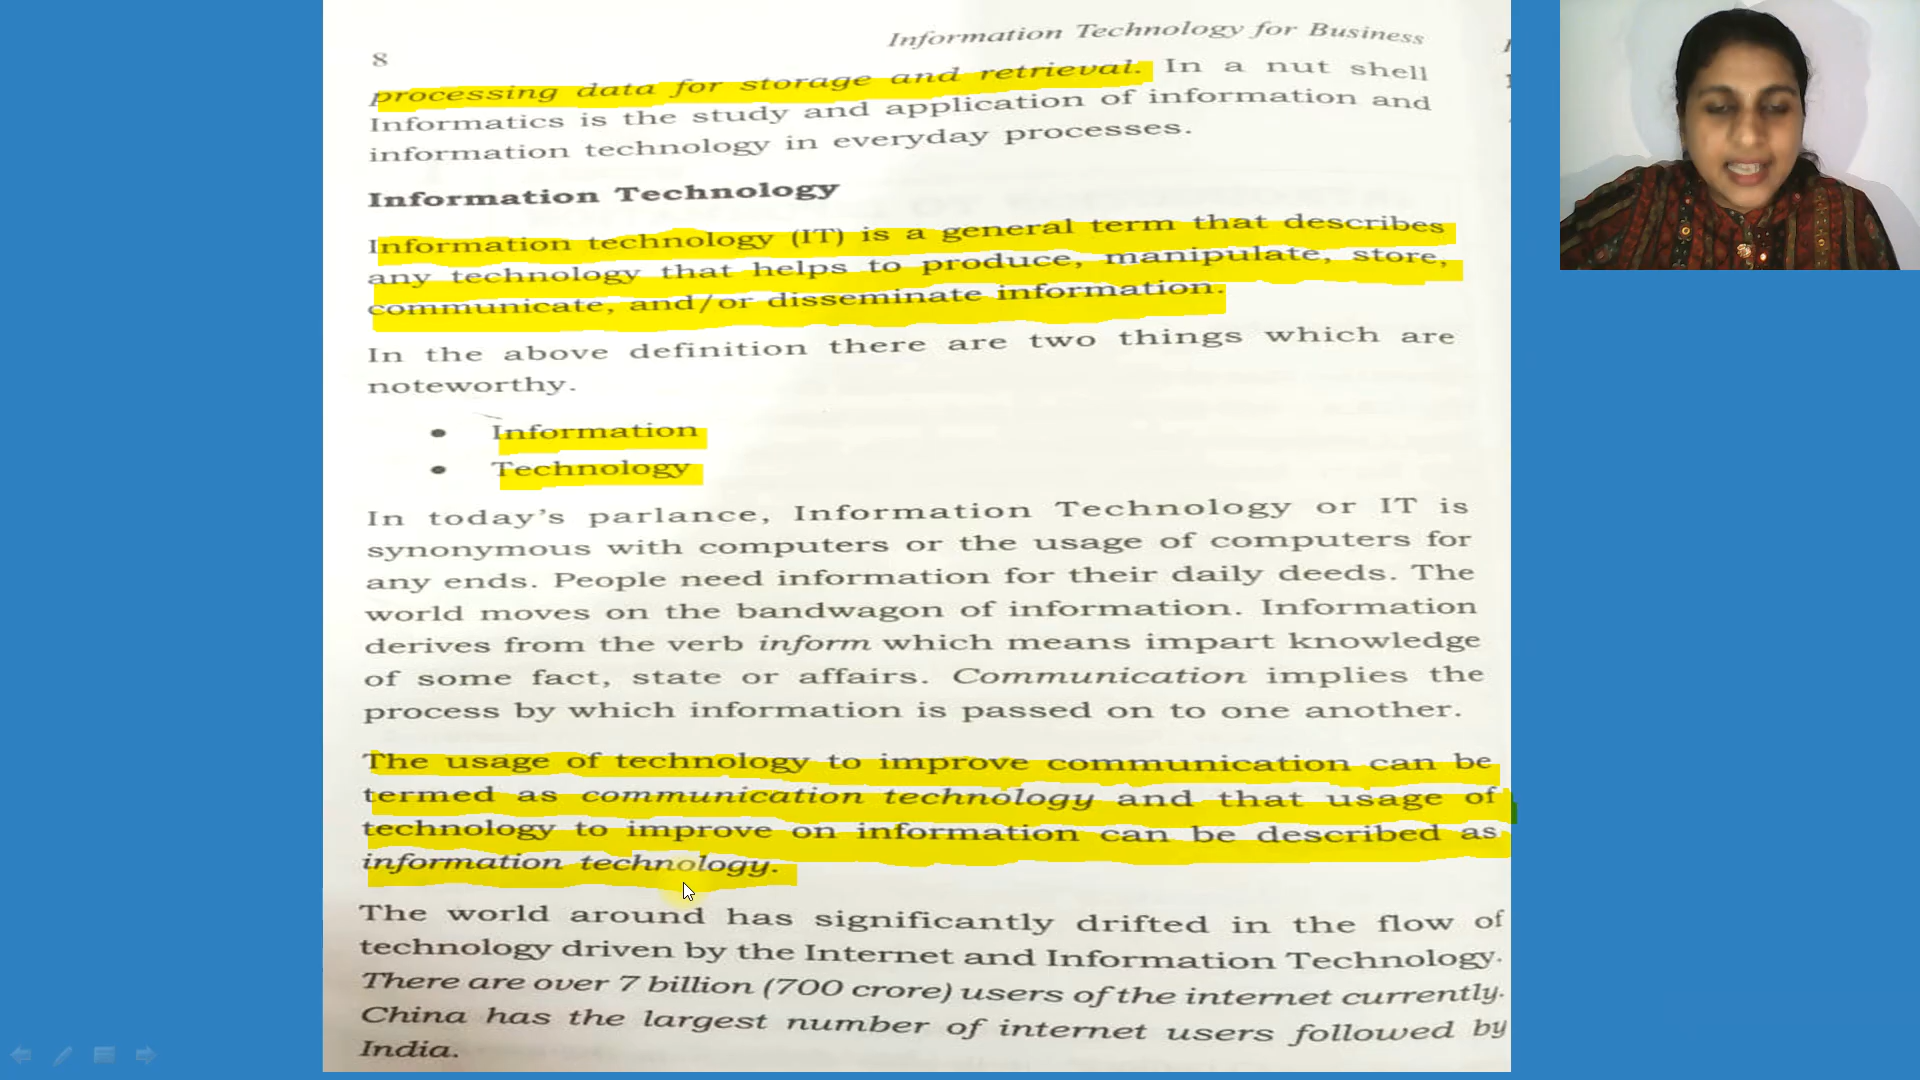 Information Technology for Business
8
processing data for storage and retrieval. In a nut shell
Informatics is the study and application of information and
information technology in everyday processes.
Information Technology
Information technology (IT) is a general term that describes
any technology that helps to produce, manipulate, store,
communicate, and/or disseminate information.
In the above definition there are two things which are
noteworthy.
• Information
• Technology
In today's parlance, Information Technology or IT is
synonymous with computers or the usage of computers for
any ends. People need information for their daily deeds. The
world moves on the bandwagon of information. Information
derives from the verb inform which means impart knowledge
of some fact, state or affairs. Communication implies the
process by which information is passed on to one another.
The usage of technology to improve communication can be
termed as communication technology and that usage of
technology to improve on information can be described as
information technology.
The world around has significantly drifted in the flow of
technology driven by the Internet and Information Technology.
There are over 7 billion (700 crore) users of the internet currently.
China has the largest number of internet users followed by
India.